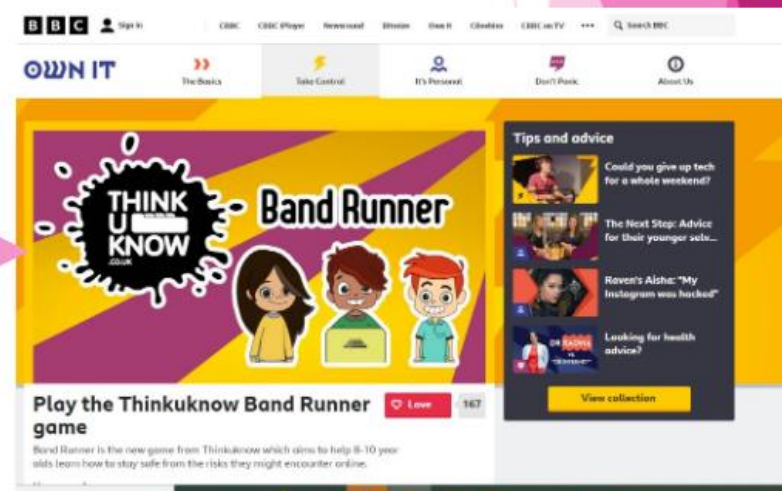 BBC Sign in CBBC CBBC iPlayer Newsround Bitesize Own It CBeebies CBBC on TV Search BBC
OWN IT
The Basics Take Control It's Personal Don't Panic About Us
THINK
U
KNOW
.CO.UK
Band Runner
Tips and advice
Could you give up tech
for a whole weekend?
The Next Step: Advice
for their younger selv...
Raven's Aisha: "My
Instagram was hacked"
DR RADHA
VS
THE INTERNET
Looking for health
advice?
View collection
Play the Thinkuknow Band Runner
game
Love 167
Band Runner is the new game from Thinkuknow which aims to help 8-10 year
olds learn how to stay safe from the risks they might encounter online.